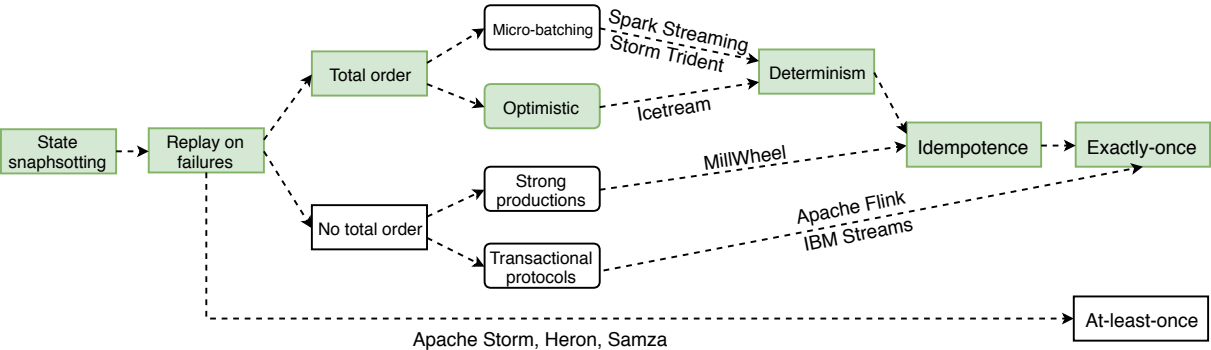 Micro-batching
Spark Streaming
Storm Trident
Total order
Determinism
Optimistic
Icetream
State
snaphsotting
Replay on
failures
MillWheel
Idempotence
Exactly-once
Strong
productions
No total order
Apache Flink
IBM Streams
Transactional
protocols
At-least-once
Apache Storm, Heron, Samza